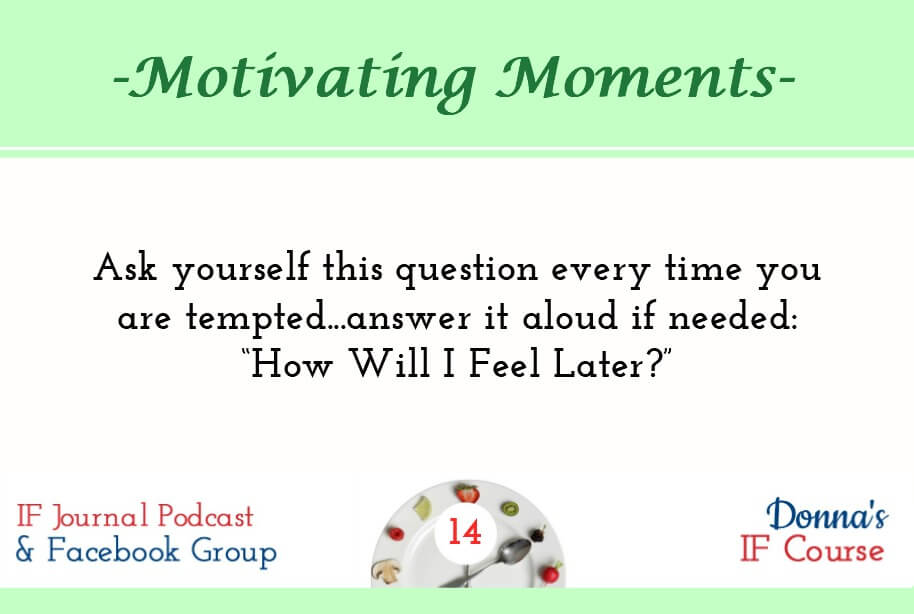 -Motivating Moments-
Ask yourself this question every time you
are tempted...answer it aloud if needed:
“How Will I Feel Later?”
IF Journal Podcast
& Facebook Group
14
Donna's
IF Course